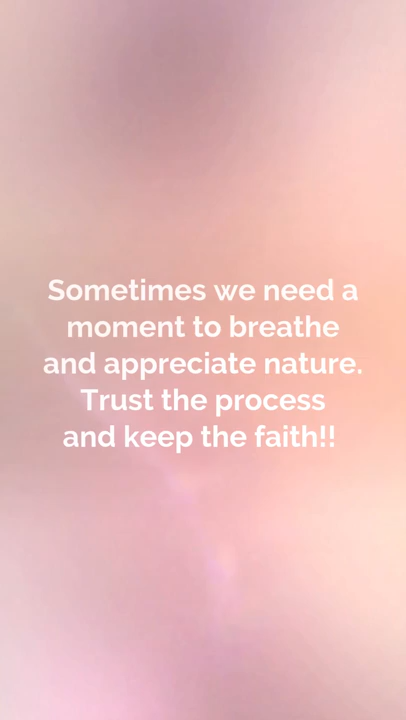 Sometimes we need a
moment to breathe
and appreciate nature.
Trust the process
and keep the faith!!